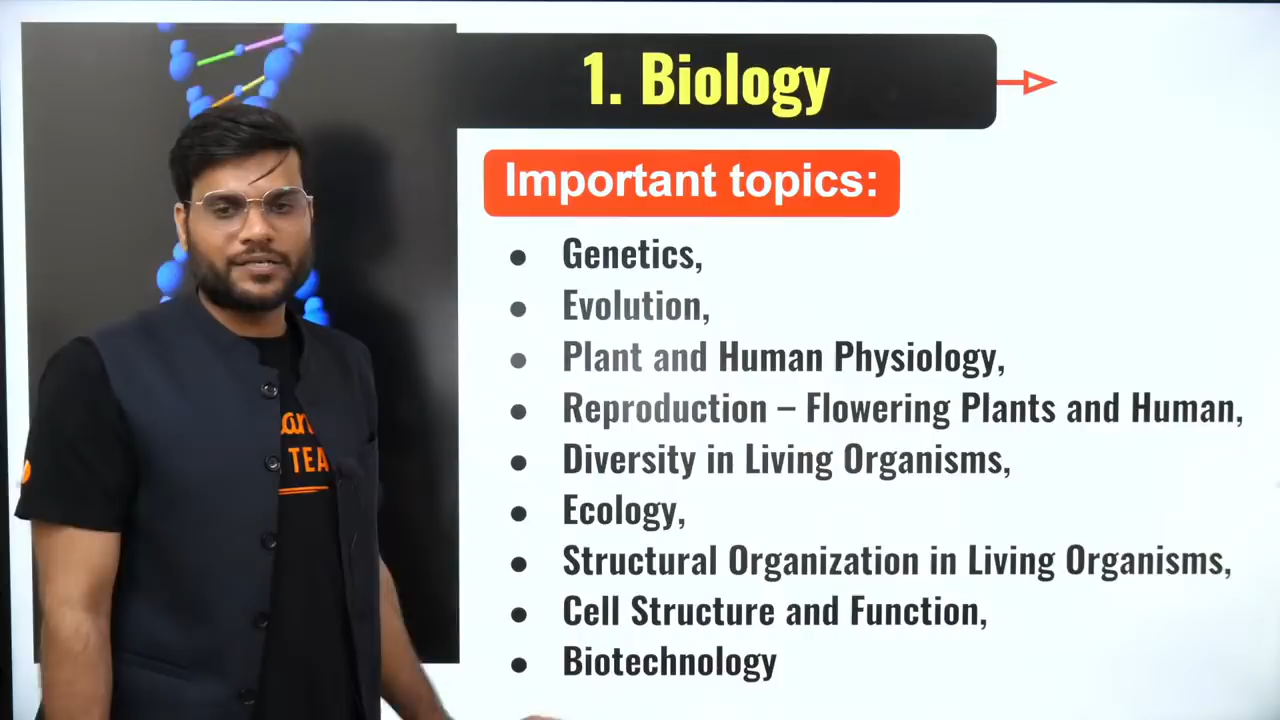 1. Biology
Important topics:
Genetics,
Evolution,
Plant and Human Physiology,
Reproduction – Flowering Plants and Human,
Diversity in Living Organisms,
Ecology,
Structural Organization in Living Organisms,
Cell Structure and Function,
Biotechnology